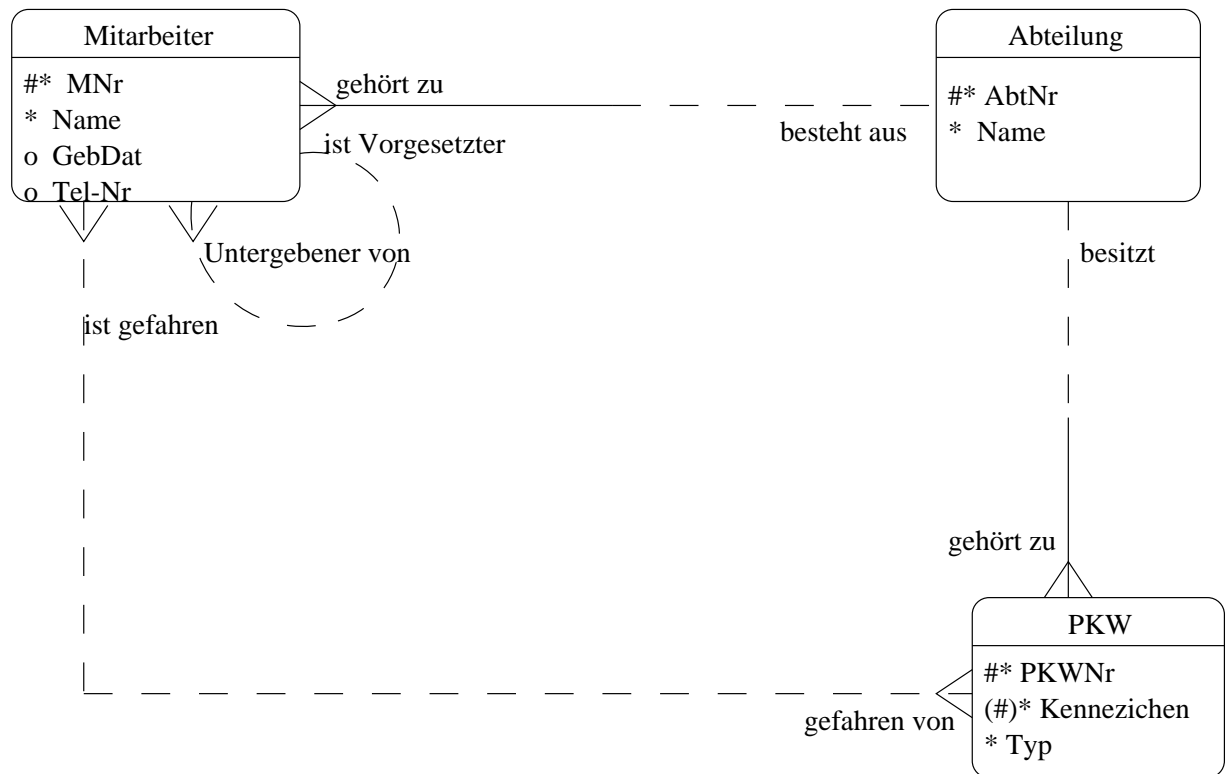 Mitarbeiter
#* MNr
* Name
o GebDat
o Tel-Nr
gehört zu
besteht aus
Abteilung
#* AbtNr
* Name
ist Vorgesetzter
Untergebener von
ist gefahren
besitzt
gehört zu
gefahren von
PKW
#* PKWNr
(#)* Kennezichen
* Typ